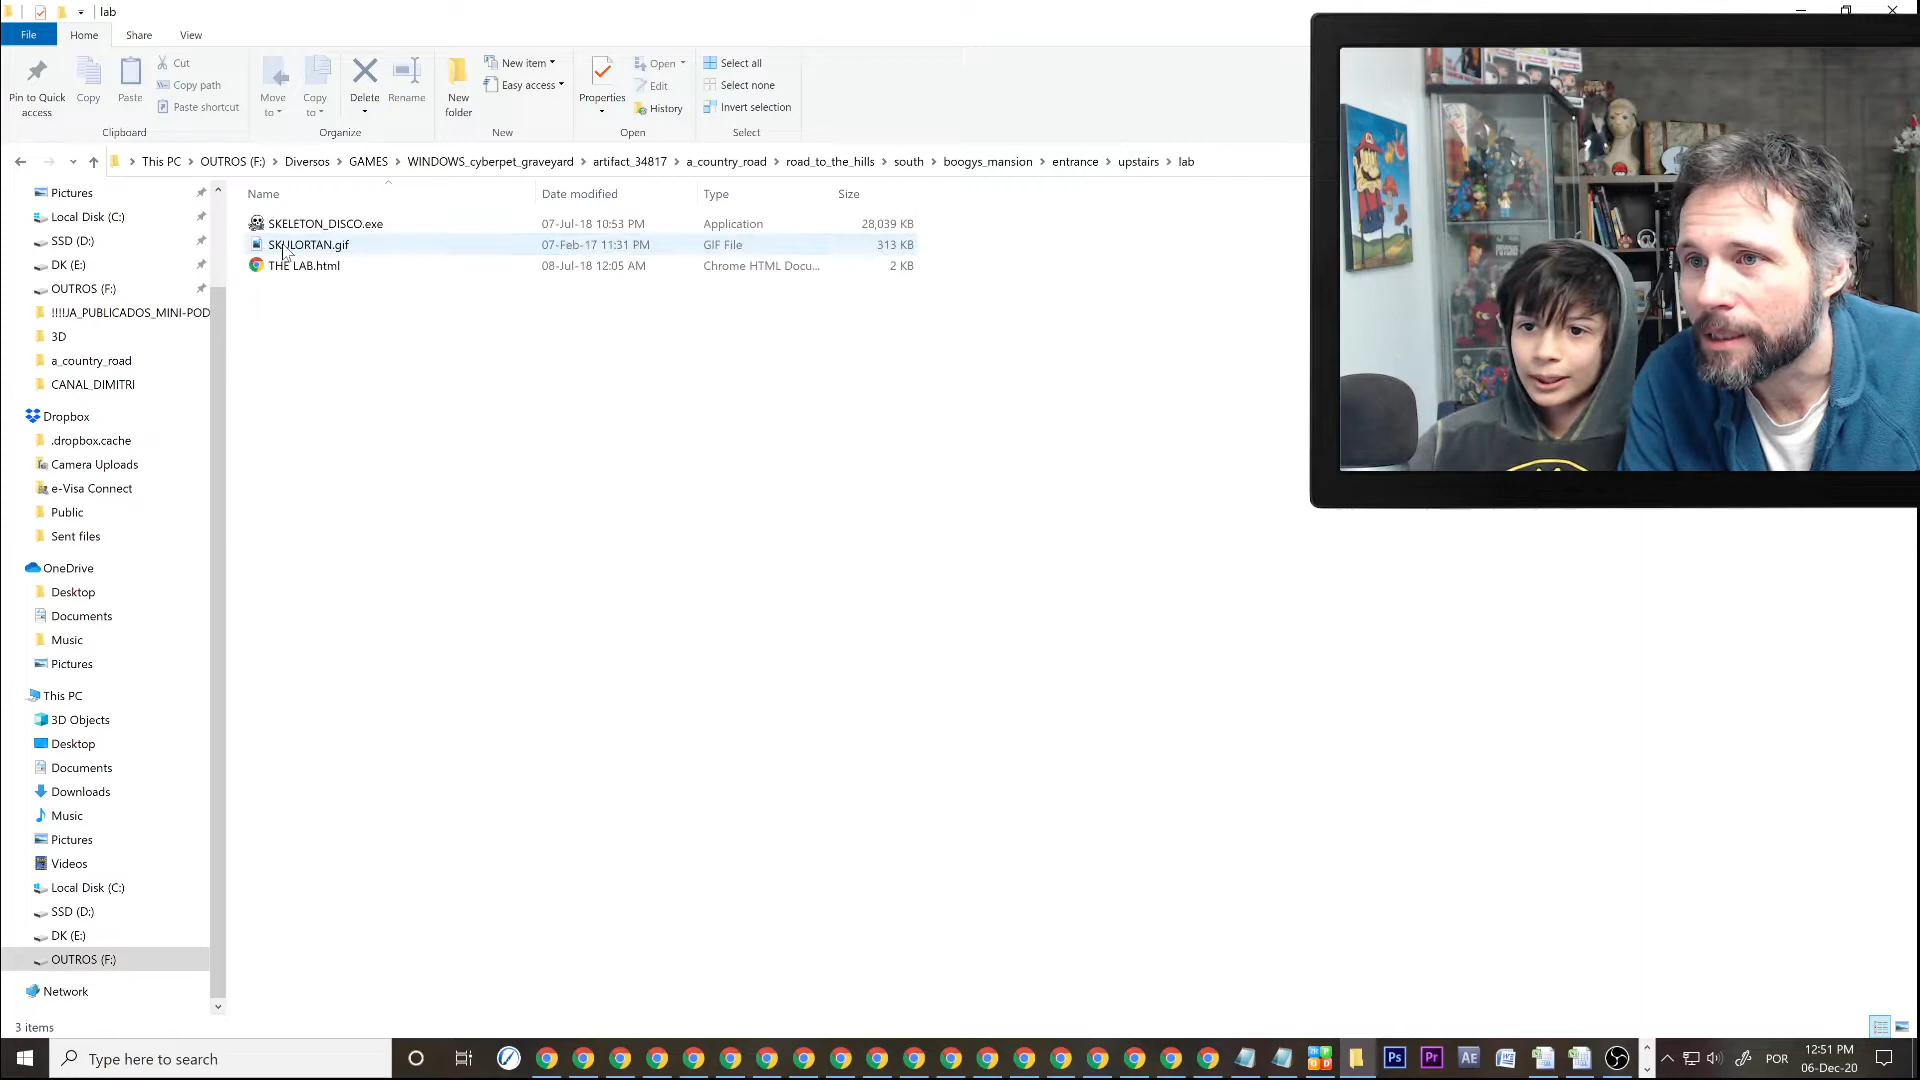 lab
File Home Share View
Pin to Quick access
Copy
Paste
Cut
Copy path
Paste shortcut
Clipboard
Move to
Copy to
Delete
Rename
Organize
New folder
New item
Easy access
New
Properties
Open
Edit
History
Open
Select all
Select none
Invert selection
Select
This PC > OUTROS (F:) > Diversos > GAMES > WINDOWS_cyberpet_graveyard > artifact_34817 > a_country_road > road_to_the_hills > south > boogys_mansion > entrance > upstairs > lab
Name Date modified Type Size
SKELETON_DISCO.exe 07-Jul-18 10:53 PM Application 28,039 KB
SKULORTAN.gif 07-Feb-17 11:31 PM GIF File 313 KB
THE LAB.html 08-Jul-18 12:05 AM Chrome HTML Docu... 2 KB
Pictures
Local Disk (C:)
SSD (D:)
DK (E:)
OUTROS (F:)
!!!!JA_PUBLICADOS_MINI-POD
3D
a_country_road
CANAL_DIMITRI
Dropbox
.dropbox.cache
Camera Uploads
e-Visa Connect
Public
Sent files
OneDrive
Desktop
Documents
Music
Pictures
This PC
3D Objects
Desktop
Documents
Downloads
Music
Pictures
Videos
Local Disk (C:)
SSD (D:)
DK (E:)
OUTROS (F:)
Network
3 items
Type here to search
Ps
Pr
AE
POR
12:51 PM
06-Dec-20